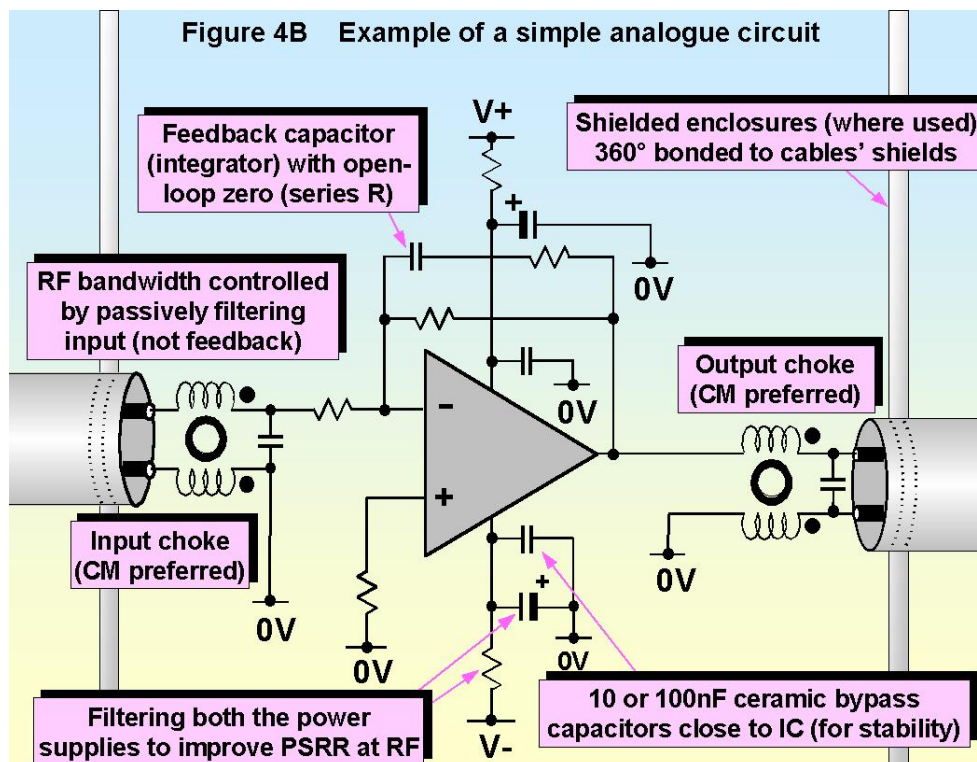 Figure 4B    Example of a simple analogue circuit
V+
Feedback capacitor
(integrator) with open-
loop zero (series R)
Shielded enclosures (where used)
360° bonded to cables' shields
+
0V
RF bandwidth controlled
by passively filtering
input (not feedback)
Output choke
(CM preferred)
0V
-
+
Input choke
(CM preferred)
0V
0V
+
0V
0V
Filtering both the power
supplies to improve PSRR at RF
V-
10 or 100nF ceramic bypass
capacitors close to IC (for stability)